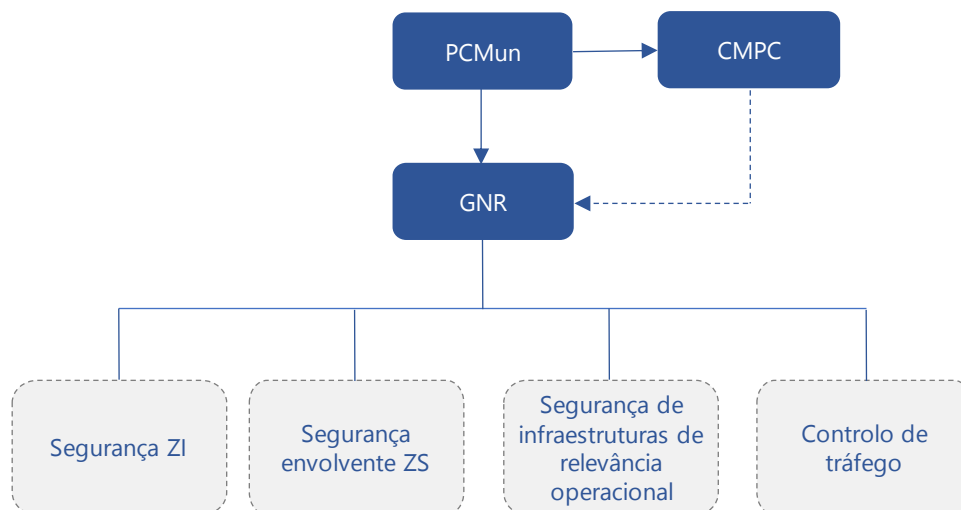 PCMun
CMPC
GNR
Segurança ZI
Segurança
envolvente ZS
Segurança de
infraestruturas de
relevância
operacional
Controlo de
tráfego